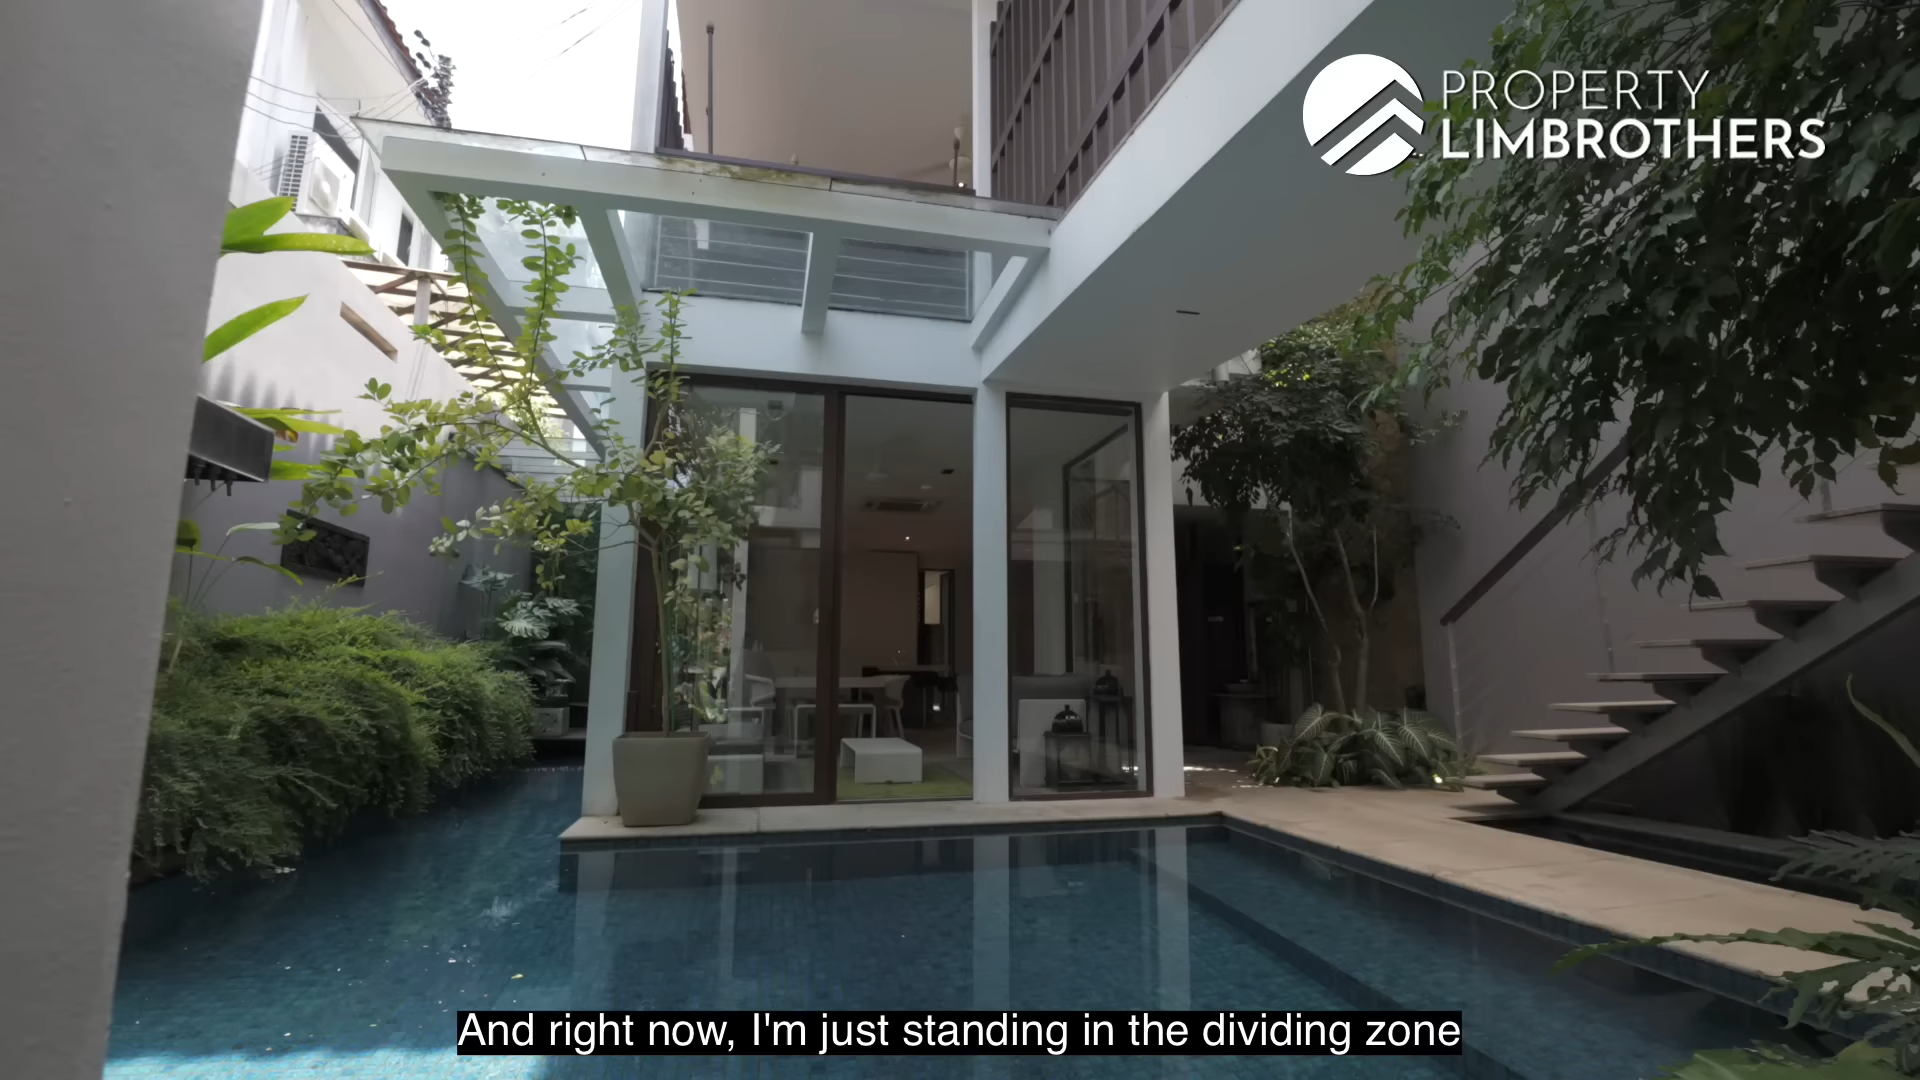 PROPERTY
LIMBROTHERS
And right now, I'm just standing in the dividing zone